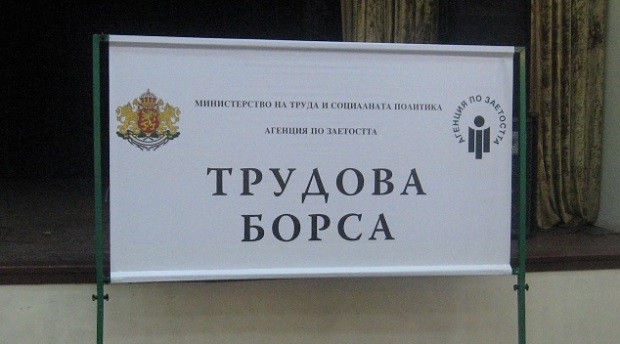 МИНИСТЕРСТВО НА ТРУДА И СОЦИАЛНАТА ПОЛИТИКА
АГЕНЦИЯ ПО ЗАЕТОСТТА
АГЕНЦИЯ ПО ЗАЕТОСТТА
ТРУДОВА
БОРСА